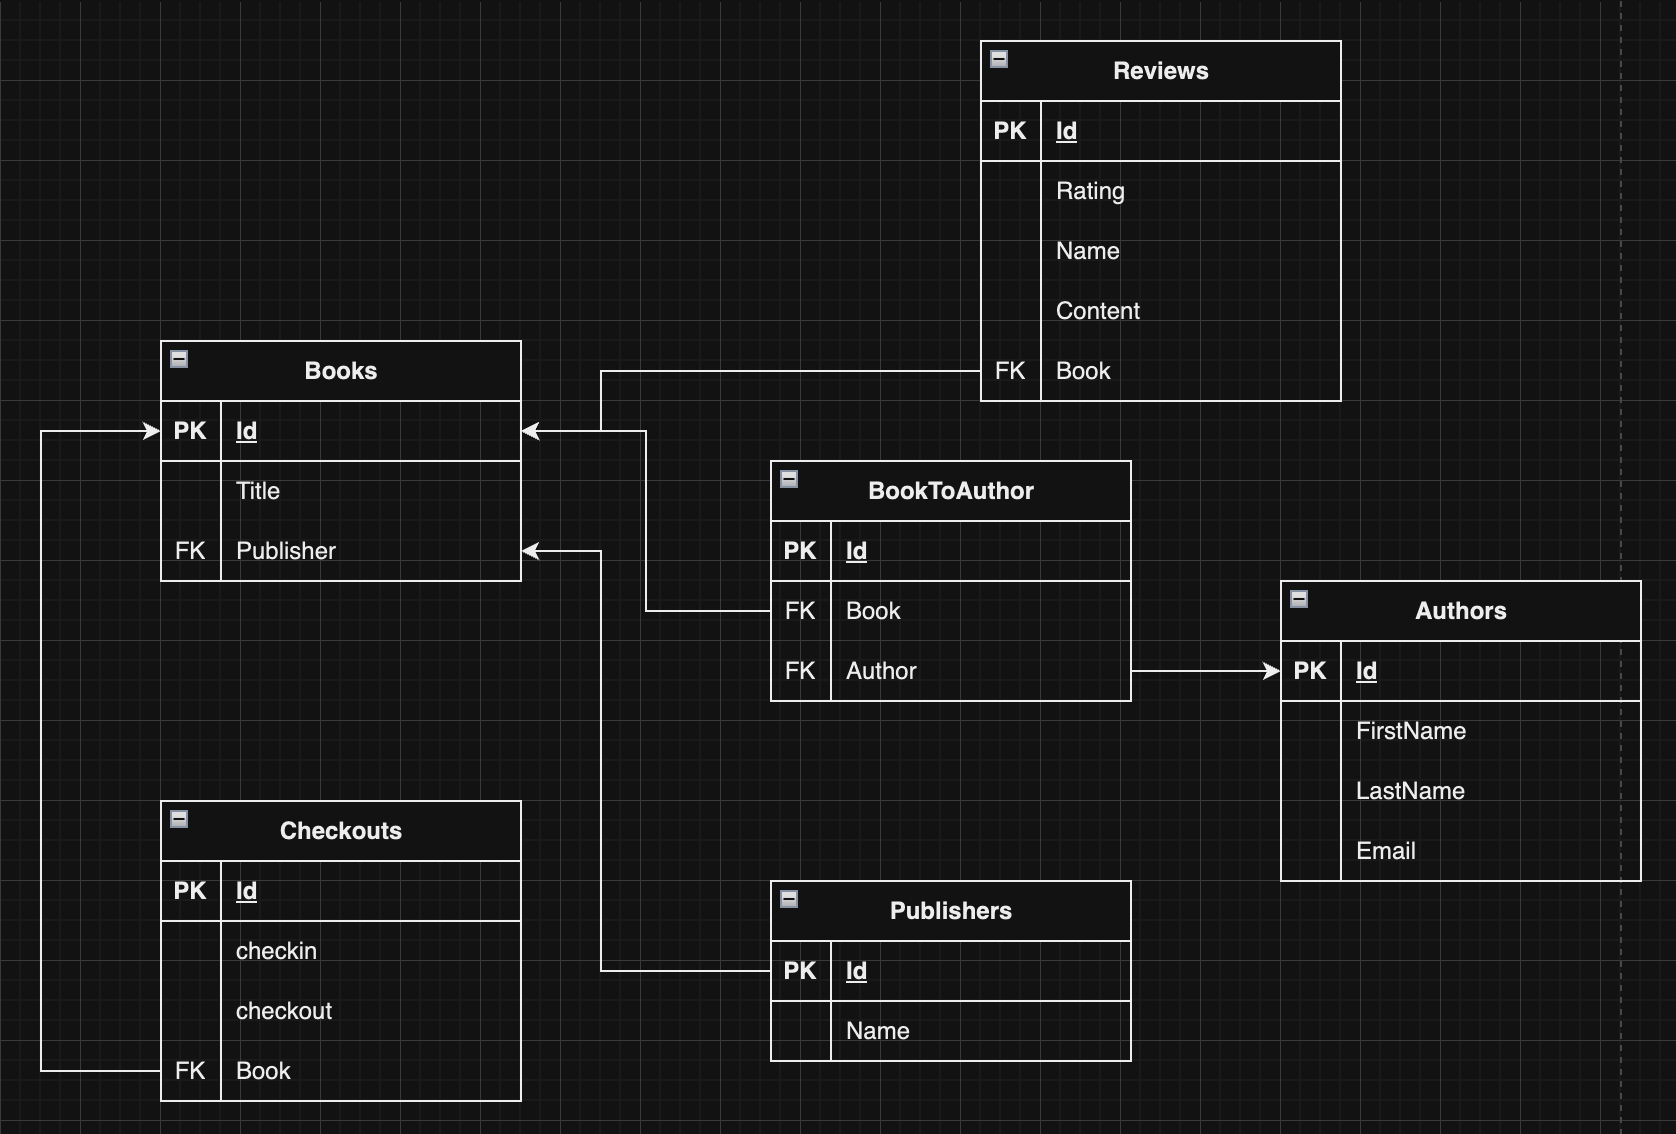 Reviews
PK Id
Rating
Name
Content
FK Book
Books
PK Id
Title
FK Publisher
BookToAuthor
PK Id
FK Book
FK Author
Authors
PK Id
FirstName
LastName
Email
Checkouts
PK Id
checkin
checkout
FK Book
Publishers
PK Id
Name